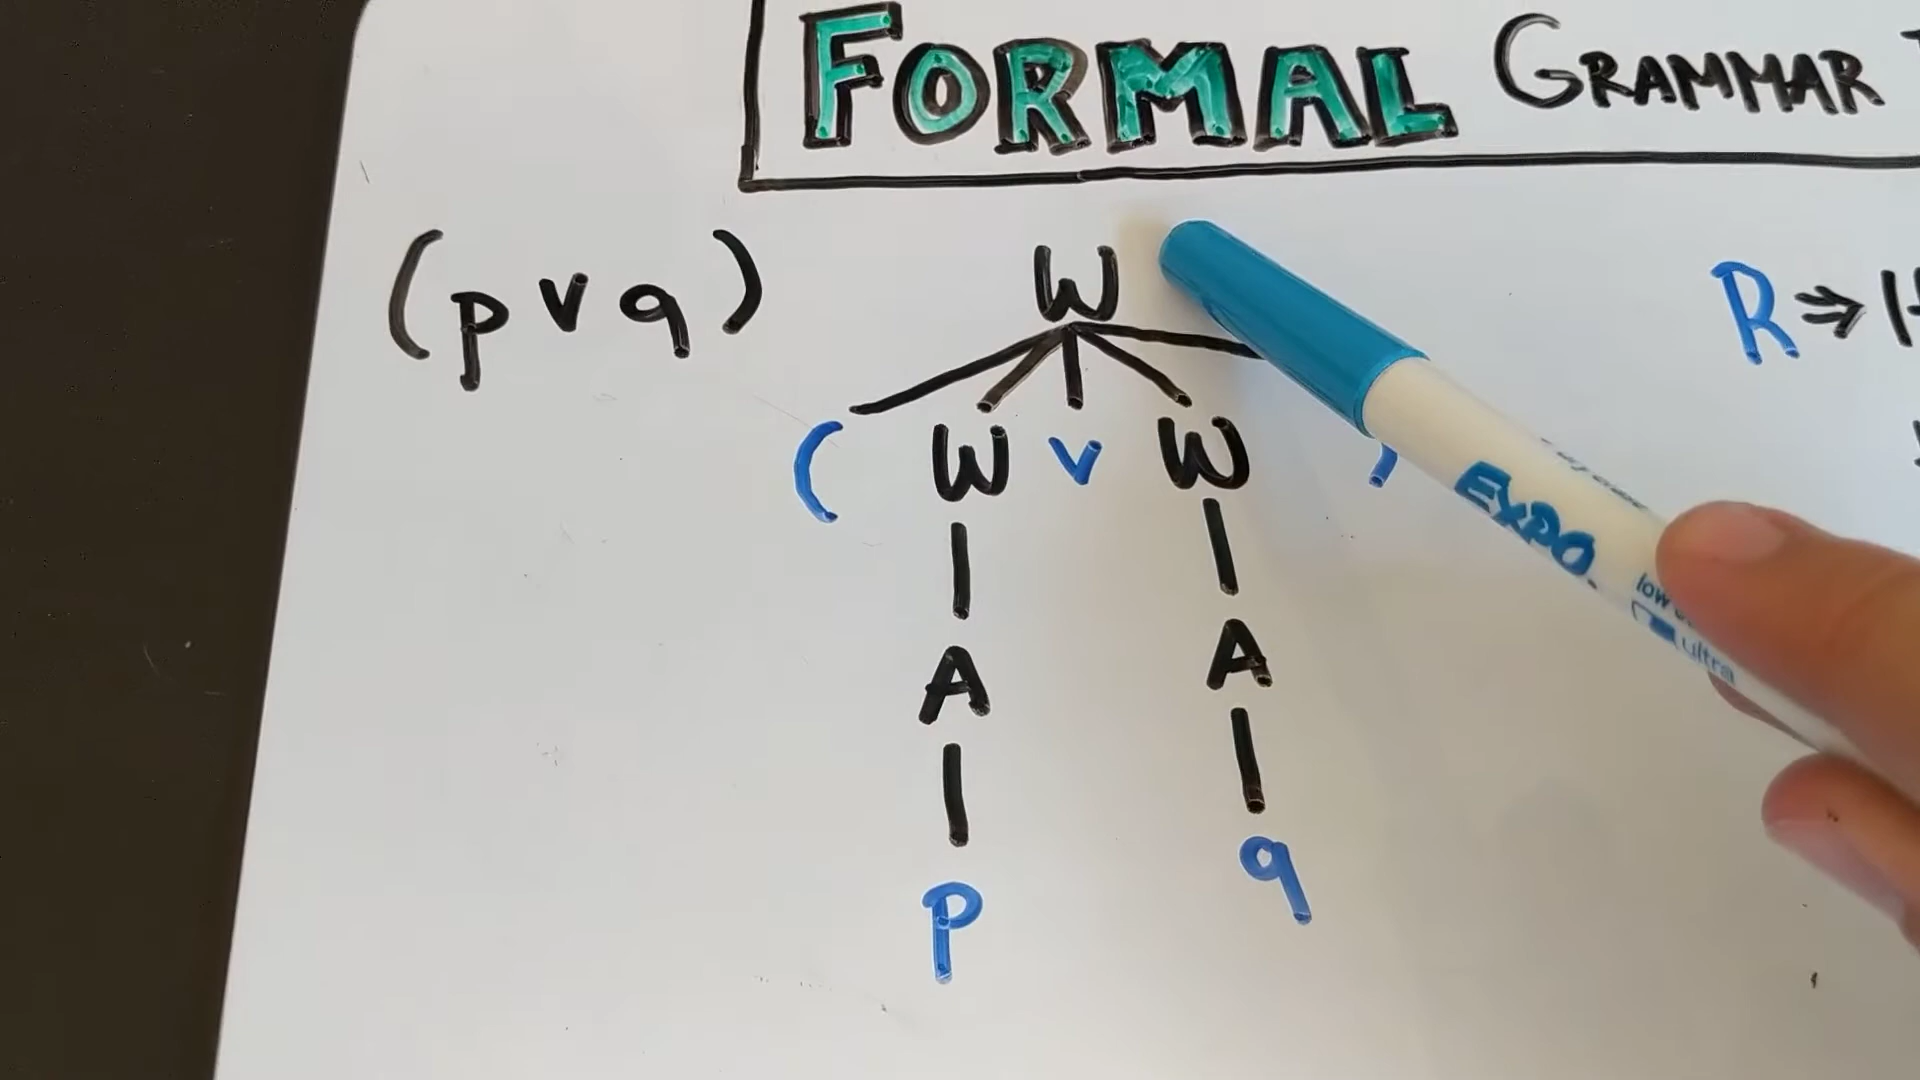 FORMAL GRAMMAR
(p v q)
W
R ⇒
( W v W )
EXPO
low
ultra
A A
p q